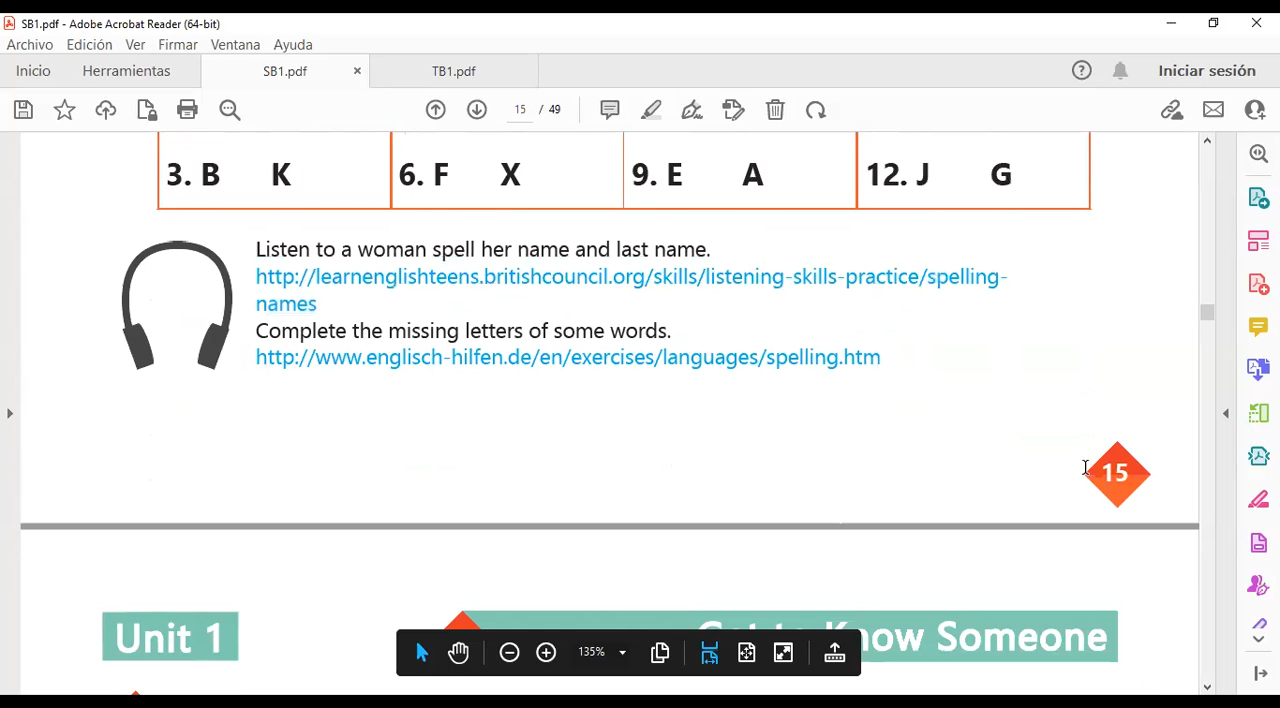 SB1.pdf - Adobe Acrobat Reader (64-bit)
Archivo Edición Ver Firmar Ventana Ayuda
Inicio Herramientas SB1.pdf × TB1.pdf Iniciar sesión
15 / 49
3. B K 6. F X 9. E A 12. J G
Listen to a woman spell her name and last name.
http://learnenglishteens.britishcouncil.org/skills/listening-skills-practice/spelling-
names
Complete the missing letters of some words.
http://www.englisch-hilfen.de/en/exercises/languages/spelling.htm
15
Unit 1 Get to Know Someone
135%